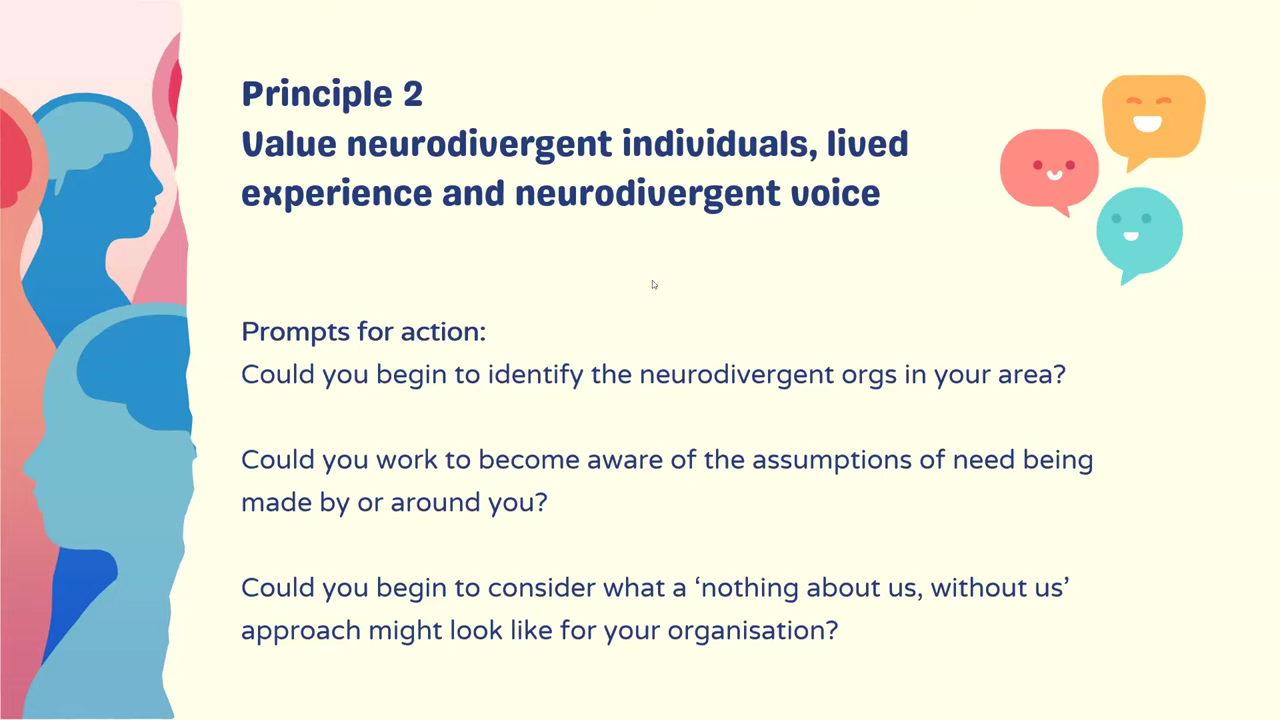 Principle 2
Value neurodivergent individuals, lived
experience and neurodivergent voice
Prompts for action:
Could you begin to identify the neurodivergent orgs in your area?
Could you work to become aware of the assumptions of need being
made by or around you?
Could you begin to consider what a ‘nothing about us, without us’
approach might look like for your organisation?